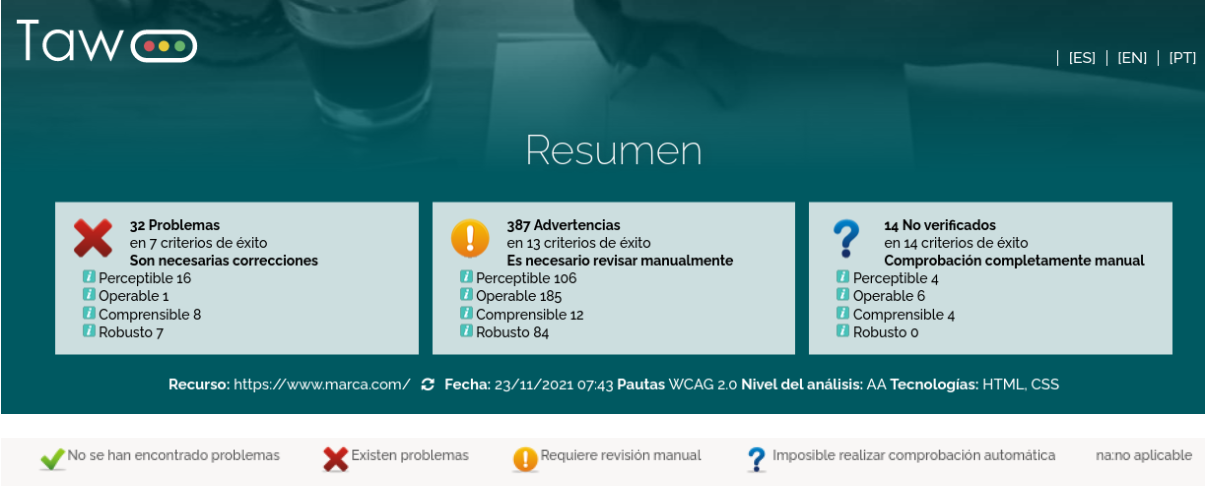 Taw
| [ES] | [EN] | [PT]
Resumen
32 Problemas
en 7 criterios de éxito
Son necesarias correcciones
Perceptible 16
Operable 1
Comprensible 8
Robusto 7
387 Advertencias
en 13 criterios de éxito
Es necesario revisar manualmente
Perceptible 106
Operable 185
Comprensible 12
Robusto 84
14 No verificados
en 14 criterios de éxito
Comprobación completamente manual
Perceptible 4
Operable 6
Comprensible 4
Robusto 0
Recurso: https://www.marca.com/ Fecha: 23/11/2021 07:43 Pautas WCAG 2.0 Nivel del análisis: AA Tecnologías: HTML, CSS
No se han encontrado problemas Existen problemas Requiere revisión manual Imposible realizar comprobación automática na:no aplicable